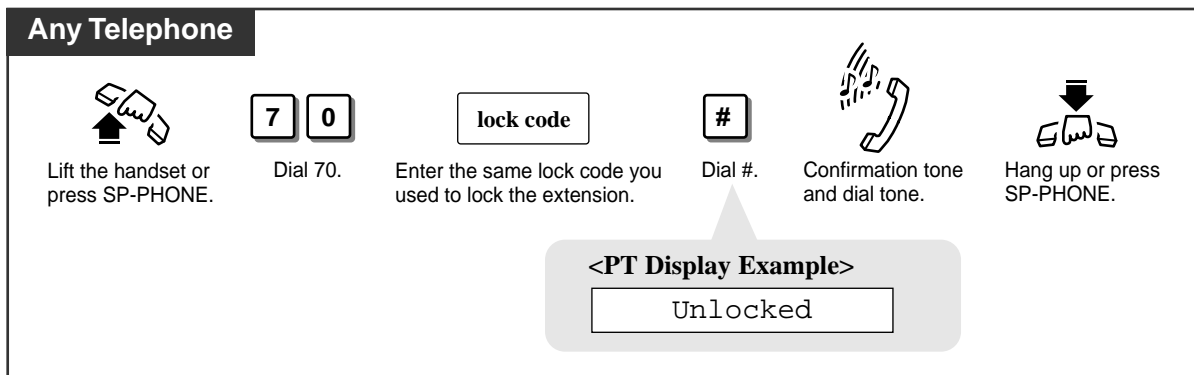 Any Telephone
7 0
lock code
#
Lift the handset or
press SP-PHONE.
Dial 70.
Enter the same lock code you
used to lock the extension.
Dial #.
Confirmation tone
and dial tone.
Hang up or press
SP-PHONE.
<PT Display Example>
Unlocked